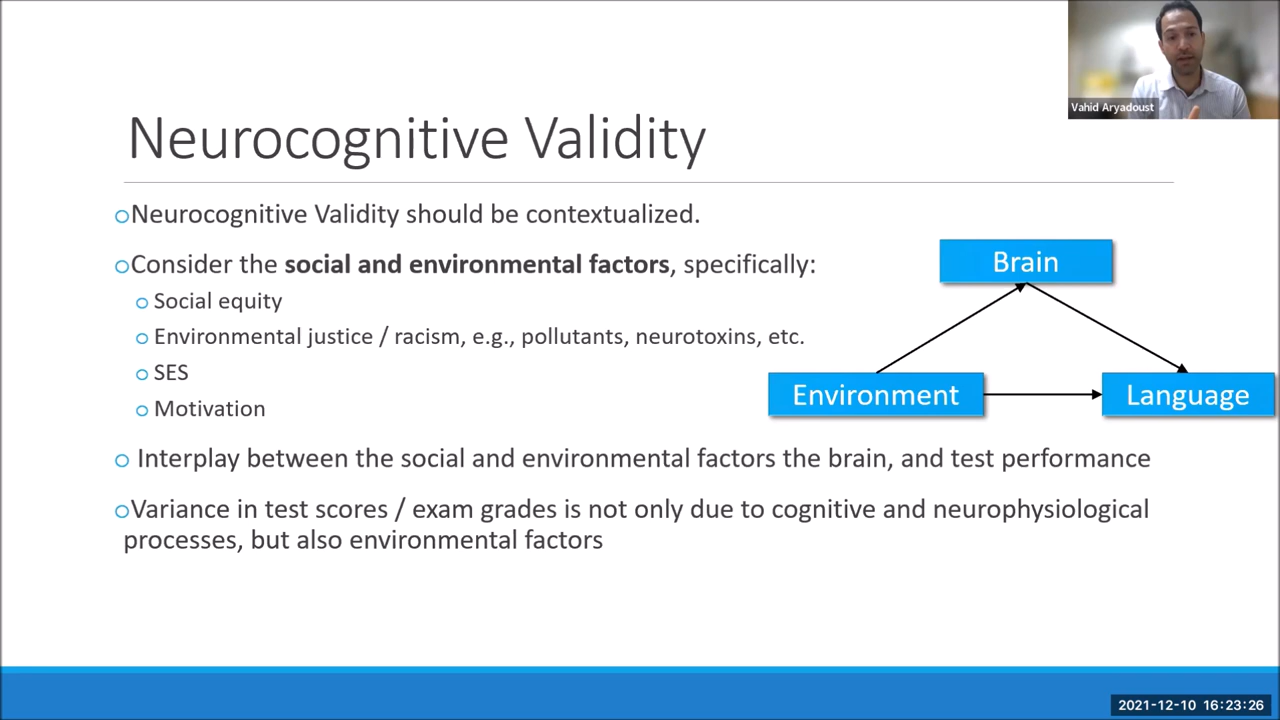 Vahid Aryadoust
Neurocognitive Validity
oNeurocognitive Validity should be contextualized.
oConsider the social and environmental factors, specifically:
o Social equity
o Environmental justice / racism, e.g., pollutants, neurotoxins, etc.
o SES
o Motivation
Brain
Environment
Language
o Interplay between the social and environmental factors the brain, and test performance
oVariance in test scores / exam grades is not only due to cognitive and neurophysiological
processes, but also environmental factors
2021-12-10 16:23:26